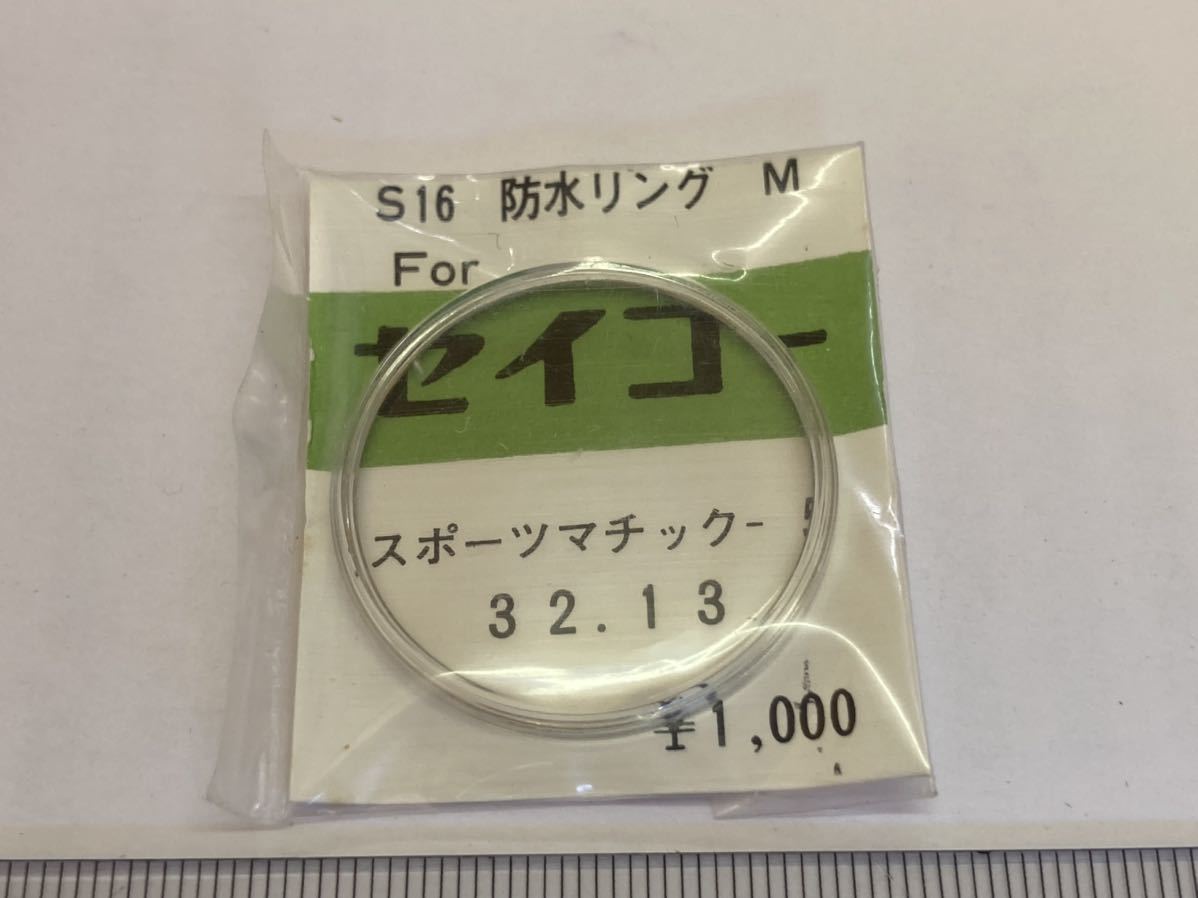 S16 防水リング M
For
セイコー
スポーツマチック- 5
32.13
¥1,000